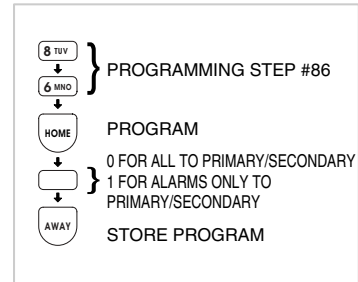 8 TUV
6 MNO
PROGRAMMING STEP #86
HOME
PROGRAM
0 FOR ALL TO PRIMARY/SECONDARY
1 FOR ALARMS ONLY TO
PRIMARY/SECONDARY
AWAY
STORE PROGRAM